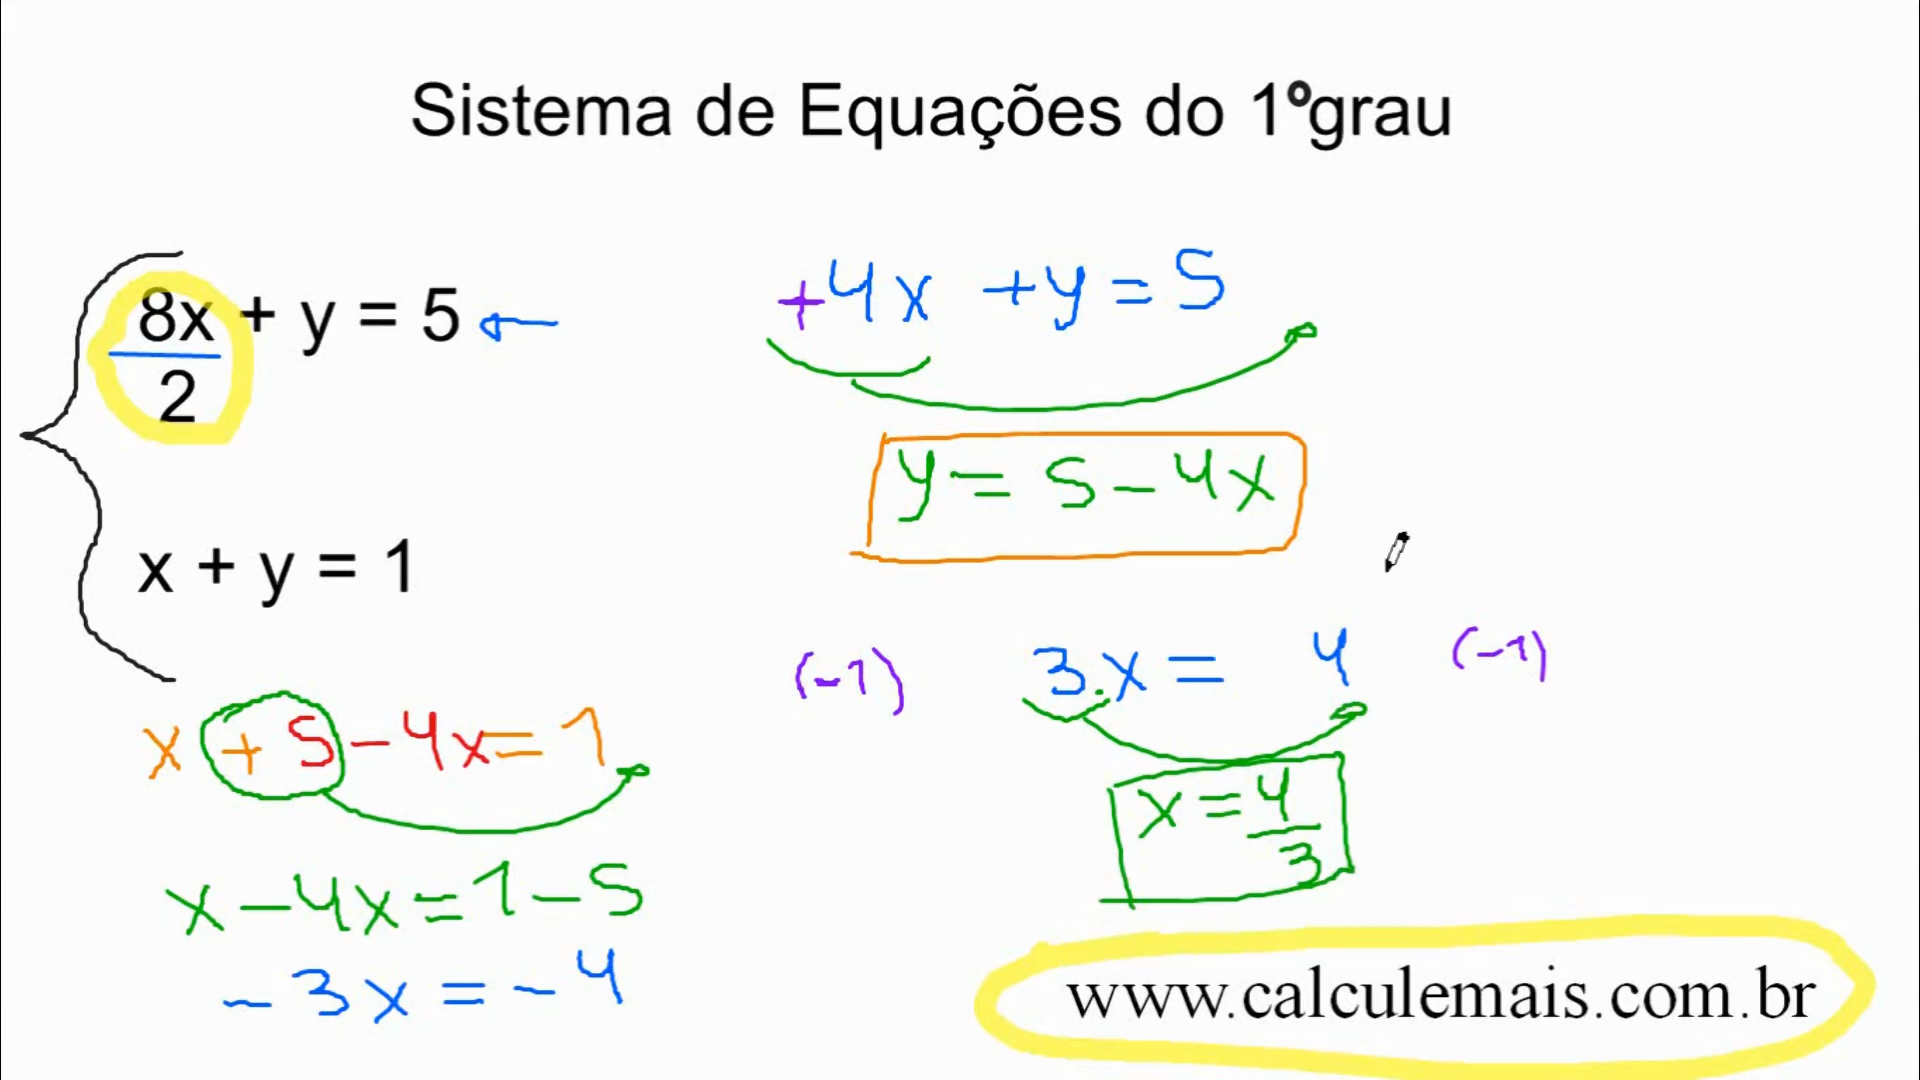 Sistema de Equações do 1ºgrau
8x + y = 5
2
x + y = 1
x + 5 - 4x = 1
x - 4x = 1 - 5
- 3x = - 4
+4x + y = 5
y = 5 - 4x
(-1) 3.x = 4 (-1)
x = 4
3
www.calculemais.com.br